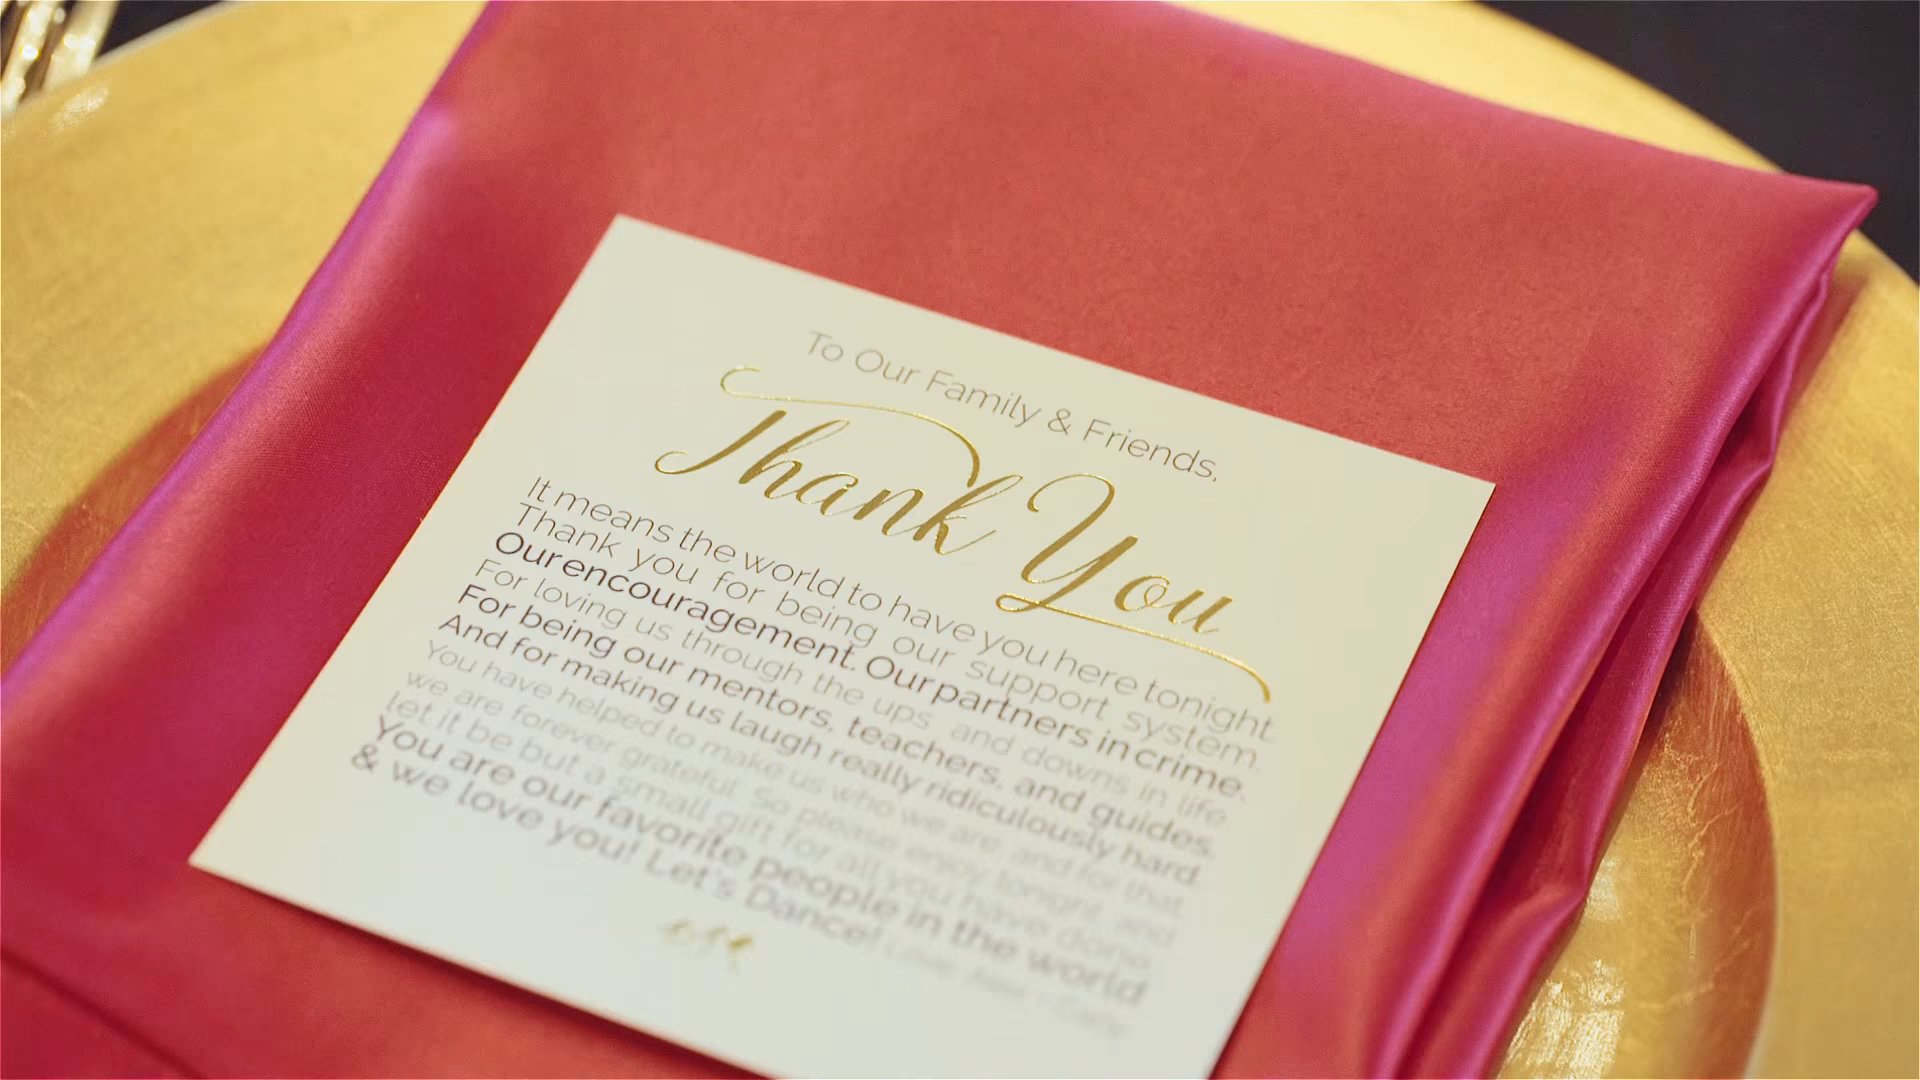 To Our Family & Friends,
Thank You
It means the world to have you here tonight
Thank you for being our support system.
Our encouragement. Our partners in crime.
For loving us through the ups and downs in life
For being our mentors, teachers, and guides.
And for making us laugh really ridiculously hard.
You have helped to make us who we are and for that
we are forever grateful. So please enjoy tonight, and
let it be but a small gift for all you have done.
You are our favorite people in the world
& we love you! Let's Dance! Love,